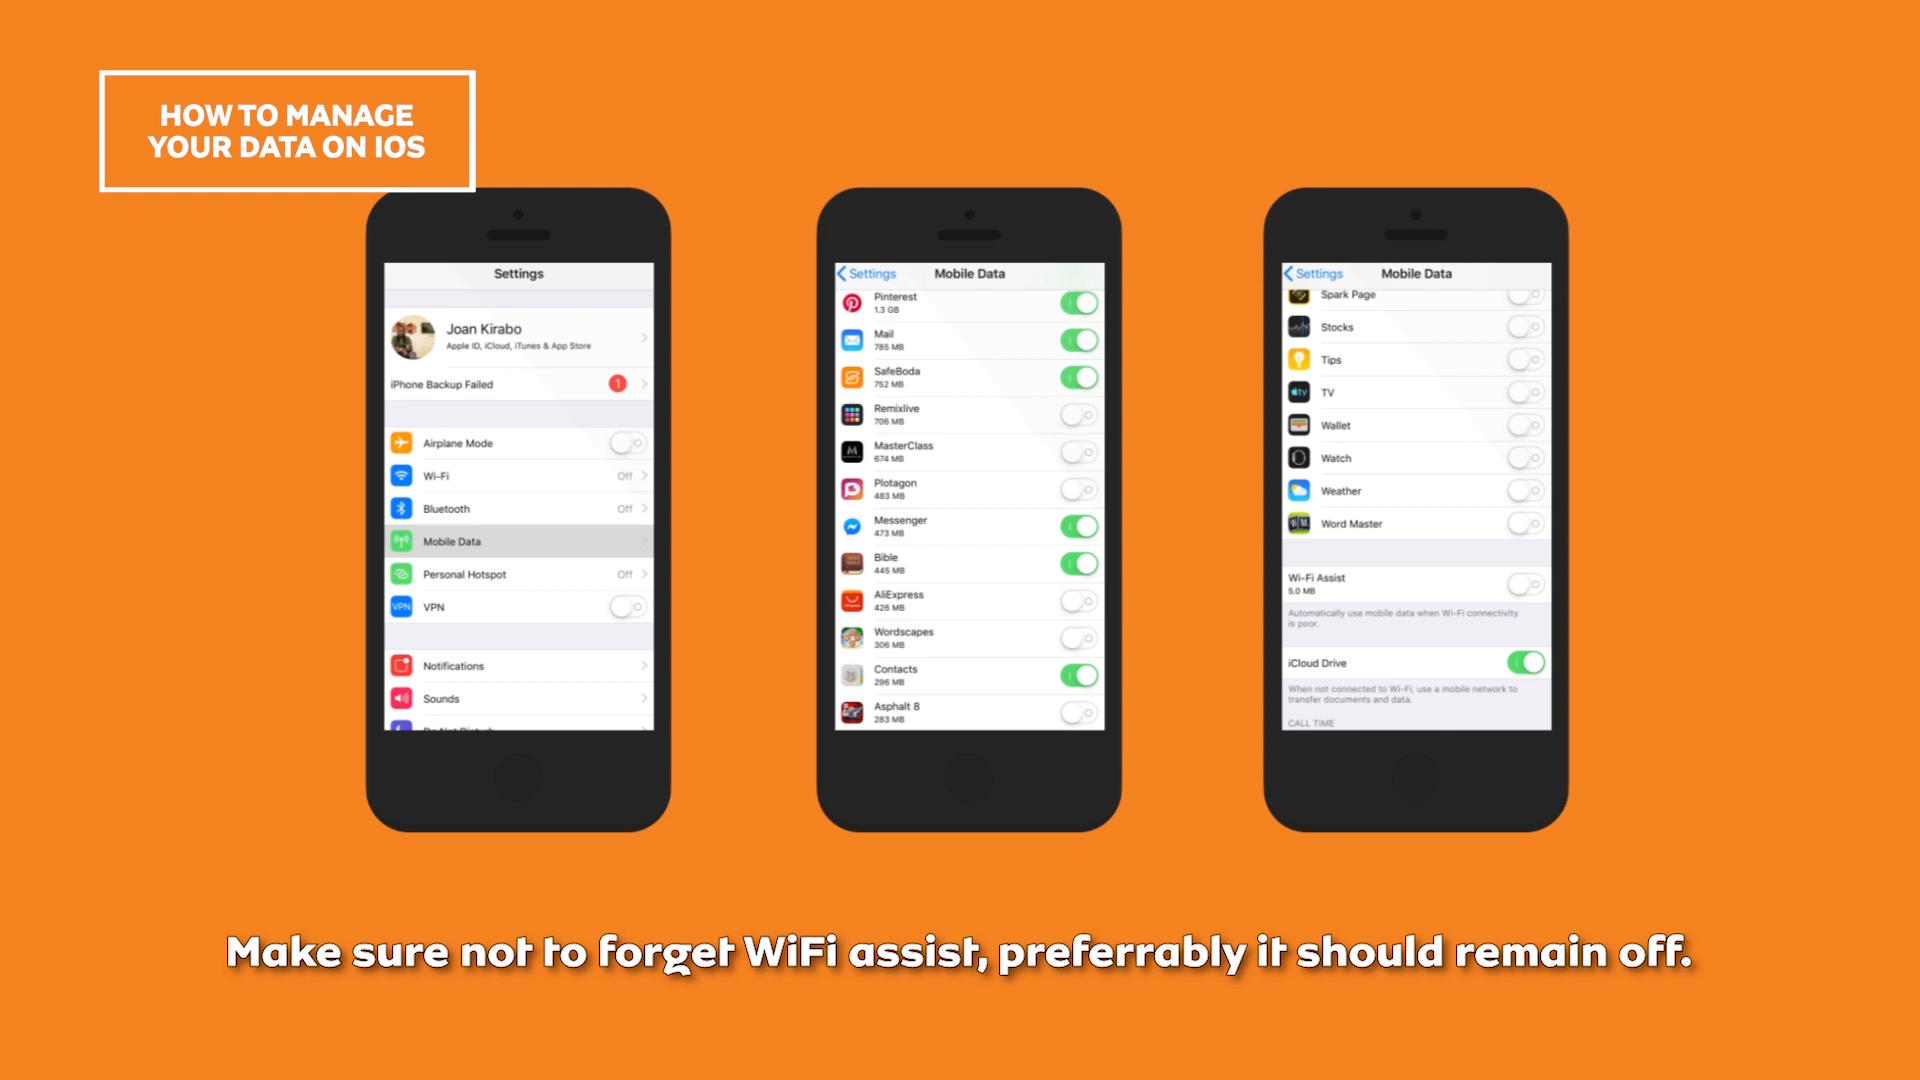 HOW TO MANAGE
YOUR DATA ON IOS
Settings
Joan Kirabo
Apple ID, iCloud, iTunes & App Store
iPhone Backup Failed
1
Airplane Mode
Wi-Fi
Off
Bluetooth
Off
Mobile Data
Personal Hotspot
Off
VPN
VPN
Notifications
Sounds
Settings
Mobile Data
Pinterest
1.3 GB
Mail
785 MB
SafeBoda
752 MB
Remixlive
706 MB
MasterClass
674 MB
Plotagon
483 MB
Messenger
473 MB
Bible
445 MB
AliExpress
426 MB
Wordscapes
306 MB
Contacts
296 MB
Asphalt 8
283 MB
Settings
Mobile Data
Spark Page
Stocks
Tips
tv
TV
Wallet
Watch
Weather
Word Master
Wi-Fi Assist
5.0 MB
Automatically use mobile data when Wi-Fi connectivity
is poor.
iCloud Drive
When not connected to Wi-Fi, use a mobile network to
transfer documents and data.
CALL TIME
Make sure not to forget WiFi assist, preferrably it should remain off.